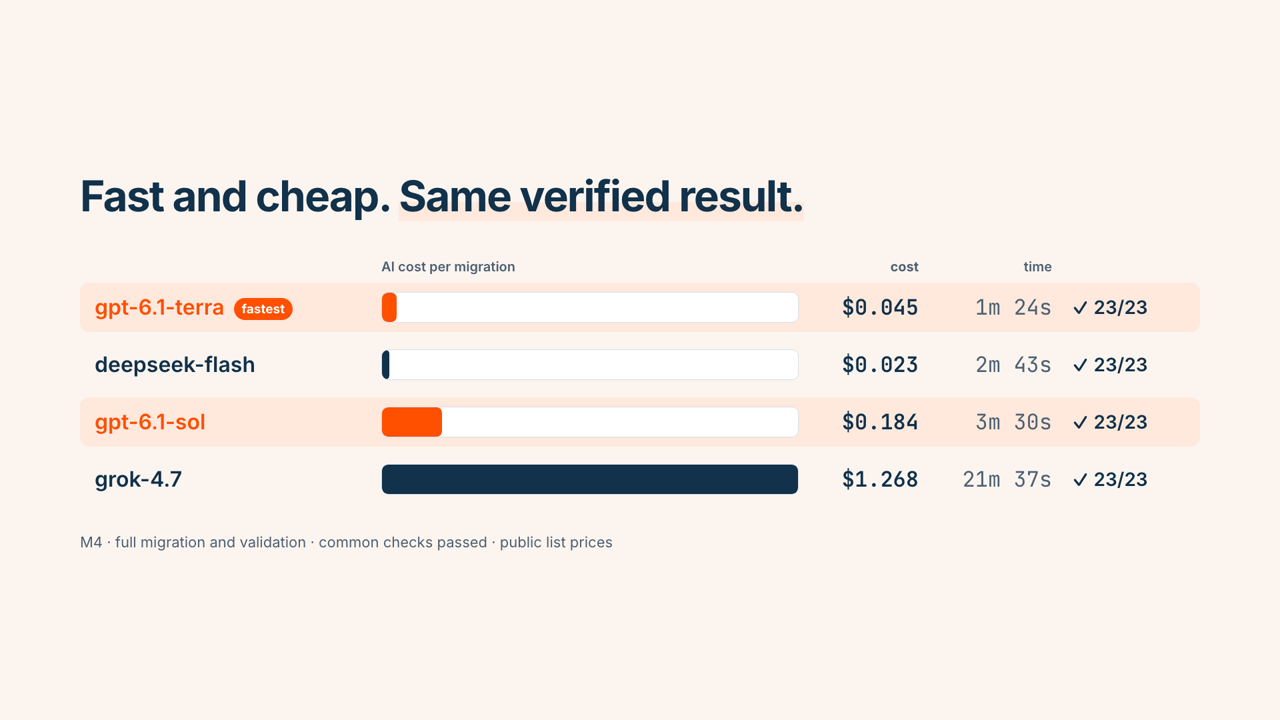 Fast and cheap. Same verified result.
AI cost per migration cost time
gpt-6.1-terra fastest $0.045 1m 24s ✓ 23/23
deepseek-flash $0.023 2m 43s ✓ 23/23
gpt-6.1-sol $0.184 3m 30s ✓ 23/23
grok-4.7 $1.268 21m 37s ✓ 23/23
M4 · full migration and validation · common checks passed · public list prices